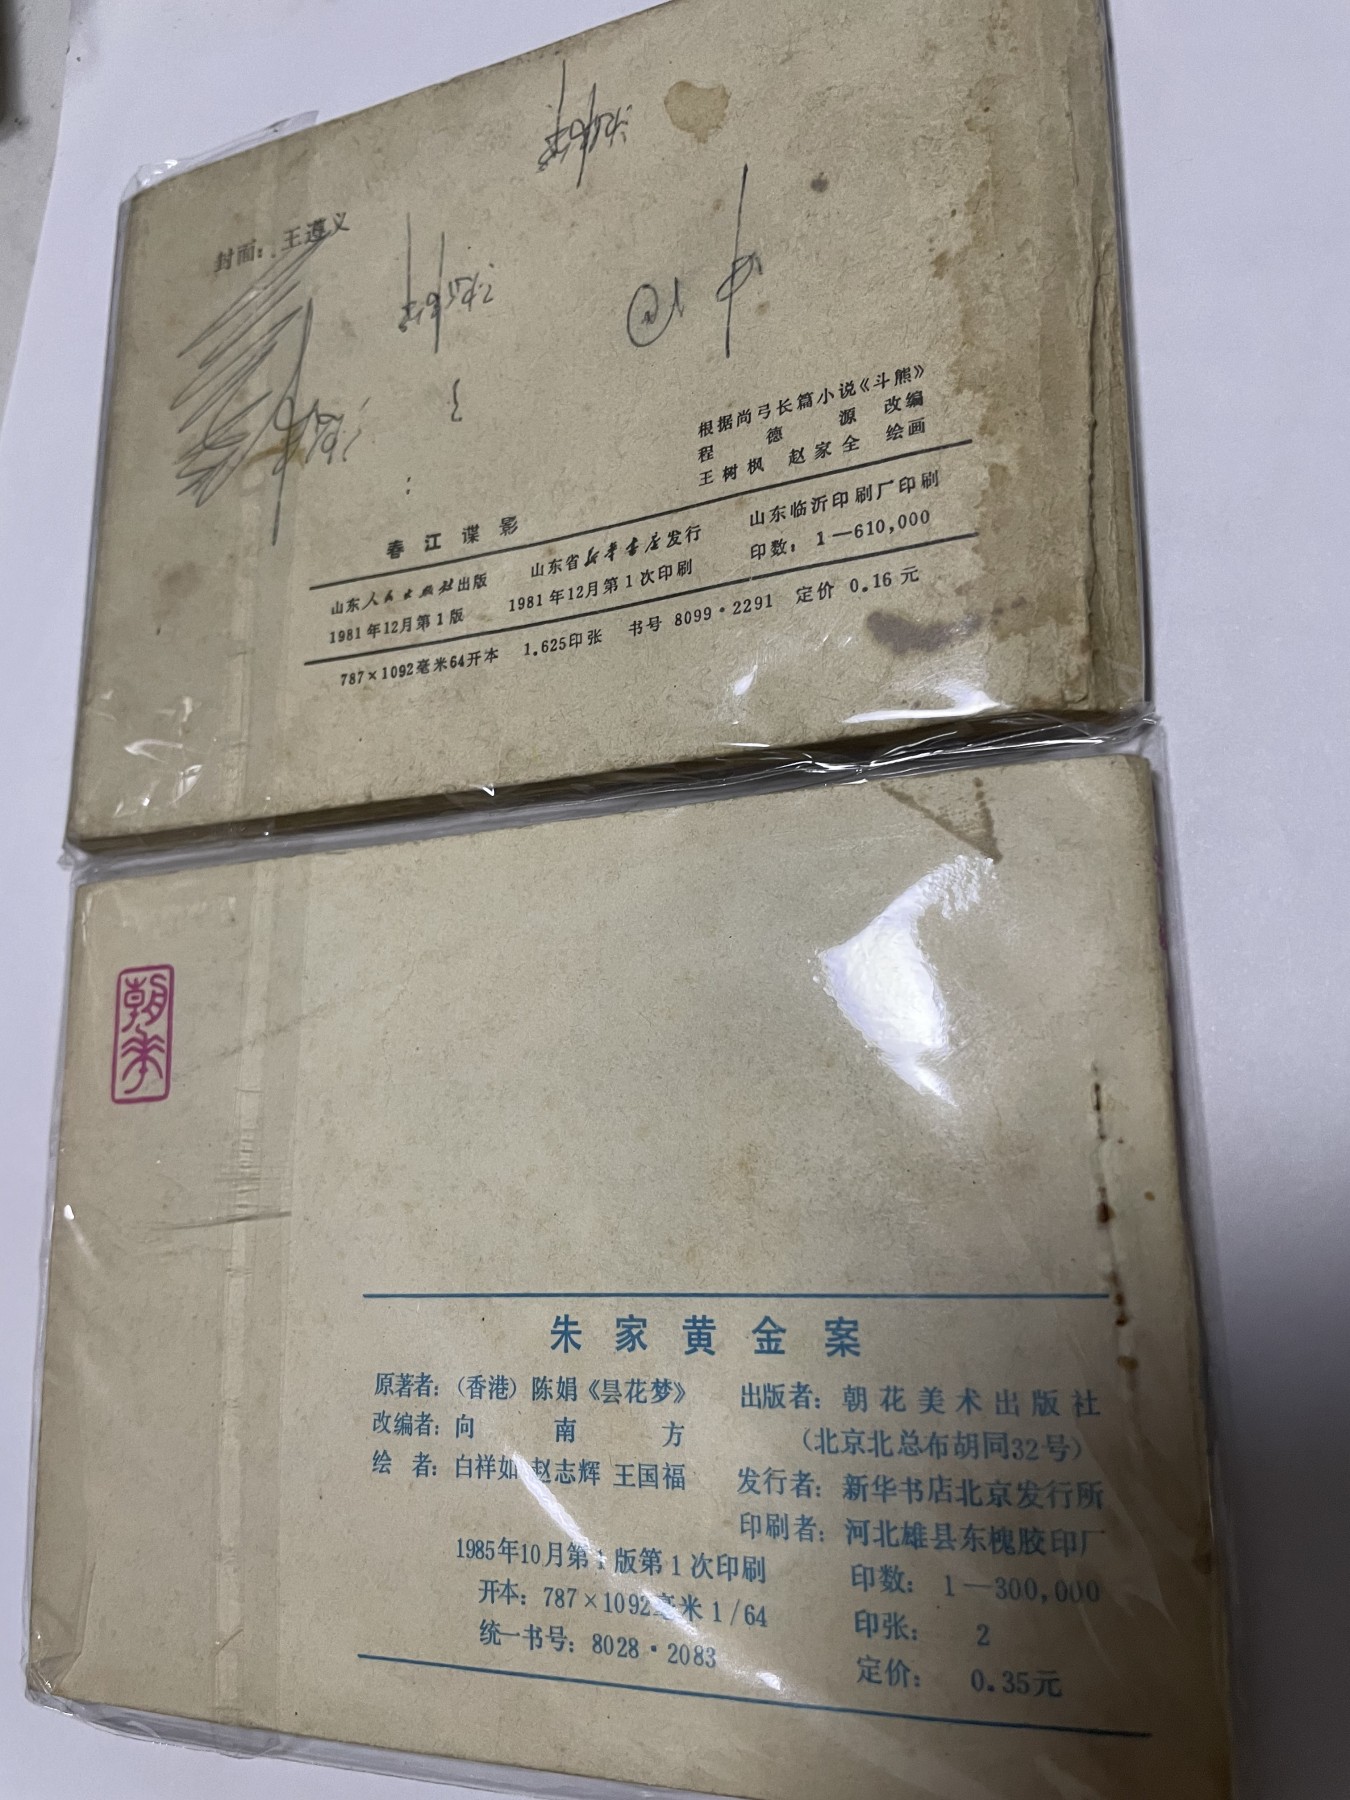 封面：王遵义
根据尚弓长篇小说《斗熊》
程 德 源 改编
王树枫 赵家全 绘画
春江谍影
山东人民出版社出版 山东省新华书店发行 山东临沂印刷厂印刷
1981年12月第1版 1981年12月第1次印刷 印数：1—610,000
787×1092毫米64开本 1.625印张 书号 8099·2291 定价 0.16元
朝花
朱家黄金案
原著者：（香港）陈娟《昙花梦》
改编者：向 南 方
绘 者：白祥如 赵志辉 王国福
1985年10月第1版第1次印刷
开本：787×1092毫米 1/64
统一书号：8028·2083
出版者：朝花美术出版社
（北京北总布胡同32号）
发行者：新华书店北京发行所
印刷者：河北雄县东槐胶印厂
印数：1—300,000
印张： 2
定价： 0.35元